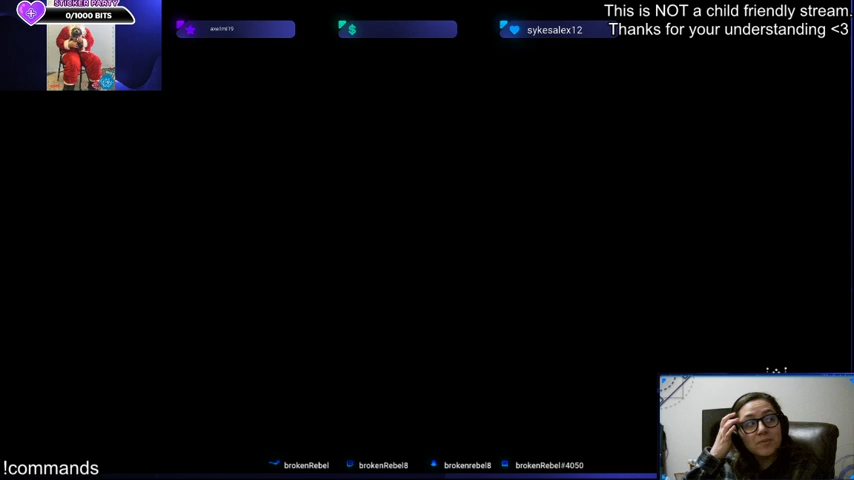 STICKER PARTY
0/1000 BITS
sykesalex12
This is NOT a child friendly stream.
Thanks for your understanding <3
!commands
brokenRebel
brokenRebel8
brokenrebel8
brokenRebel#4050